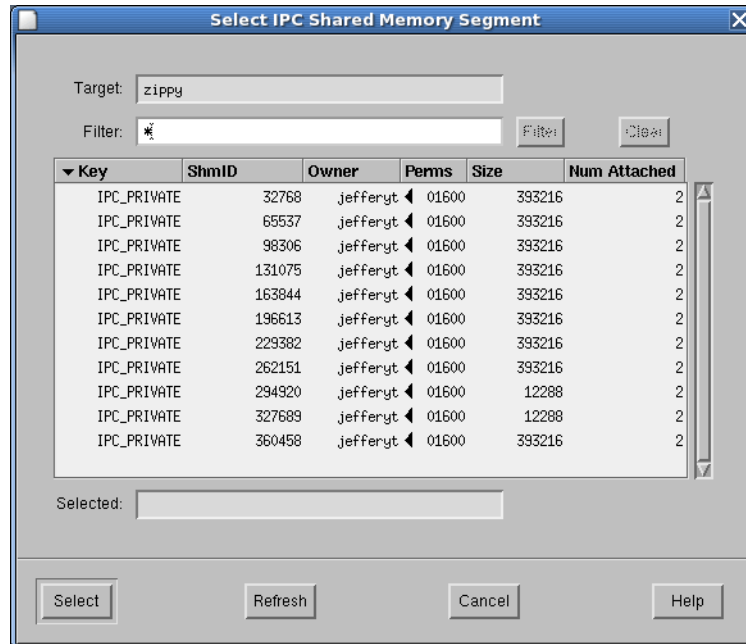 Select IPC Shared Memory Segment
Target: zippy
Filter: * Filter Clear
Key ShmID Owner Perms Size Num Attached
IPC_PRIVATE 32768 jefferyt 01600 393216 2
IPC_PRIVATE 65537 jefferyt 01600 393216 2
IPC_PRIVATE 98306 jefferyt 01600 393216 2
IPC_PRIVATE 131075 jefferyt 01600 393216 2
IPC_PRIVATE 163844 jefferyt 01600 393216 2
IPC_PRIVATE 196613 jefferyt 01600 393216 2
IPC_PRIVATE 229382 jefferyt 01600 393216 2
IPC_PRIVATE 262151 jefferyt 01600 393216 2
IPC_PRIVATE 294920 jefferyt 01600 12288 2
IPC_PRIVATE 327689 jefferyt 01600 12288 2
IPC_PRIVATE 360458 jefferyt 01600 393216 2
Selected:
Select Refresh Cancel Help